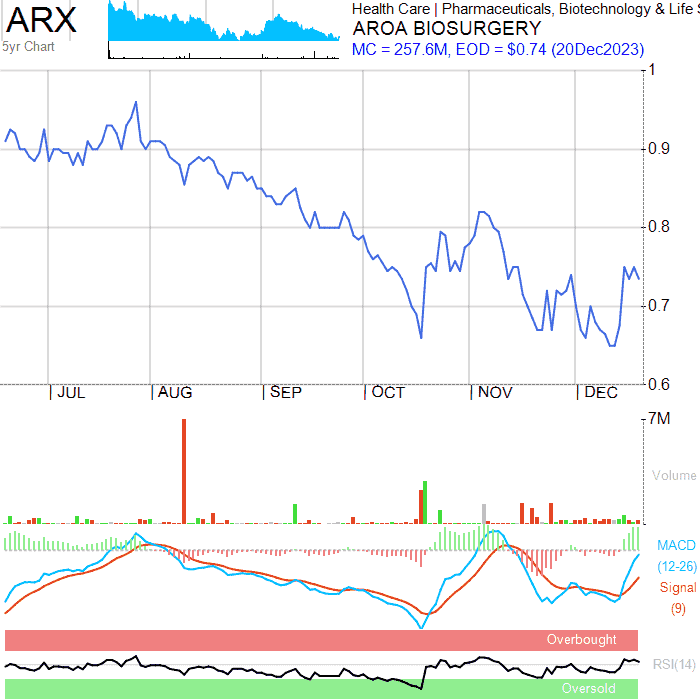 ARX
5yr Chart
Health Care | Pharmaceuticals, Biotechnology & Life S
AROA BIOSURGERY
MC = 257.6M, EOD = $0.74 (20Dec2023)
1
0.9
0.8
0.7
0.6
JUL AUG SEP OCT NOV DEC
7M
Volume
MACD
(12-26)
Signal
(9)
Overbought
RSI(14)
Oversold